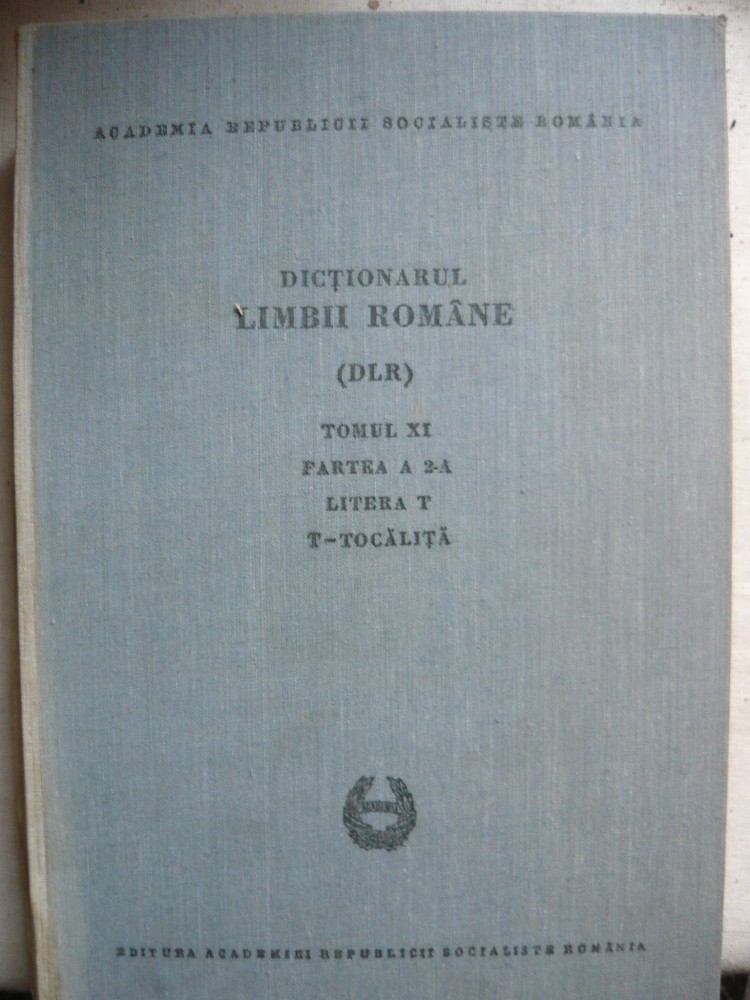 ACADEMIA REPUBLICII SOCIALISTE ROMÂNIA
DICȚIONARUL
LIMBII ROMÂNE
(DLR)
TOMUL XI
PARTEA A 2-A
LITERA T
T-TOCĂLIȚĂ
EDITURA ACADEMIEI REPUBLICII SOCIALISTE ROMÂNIA